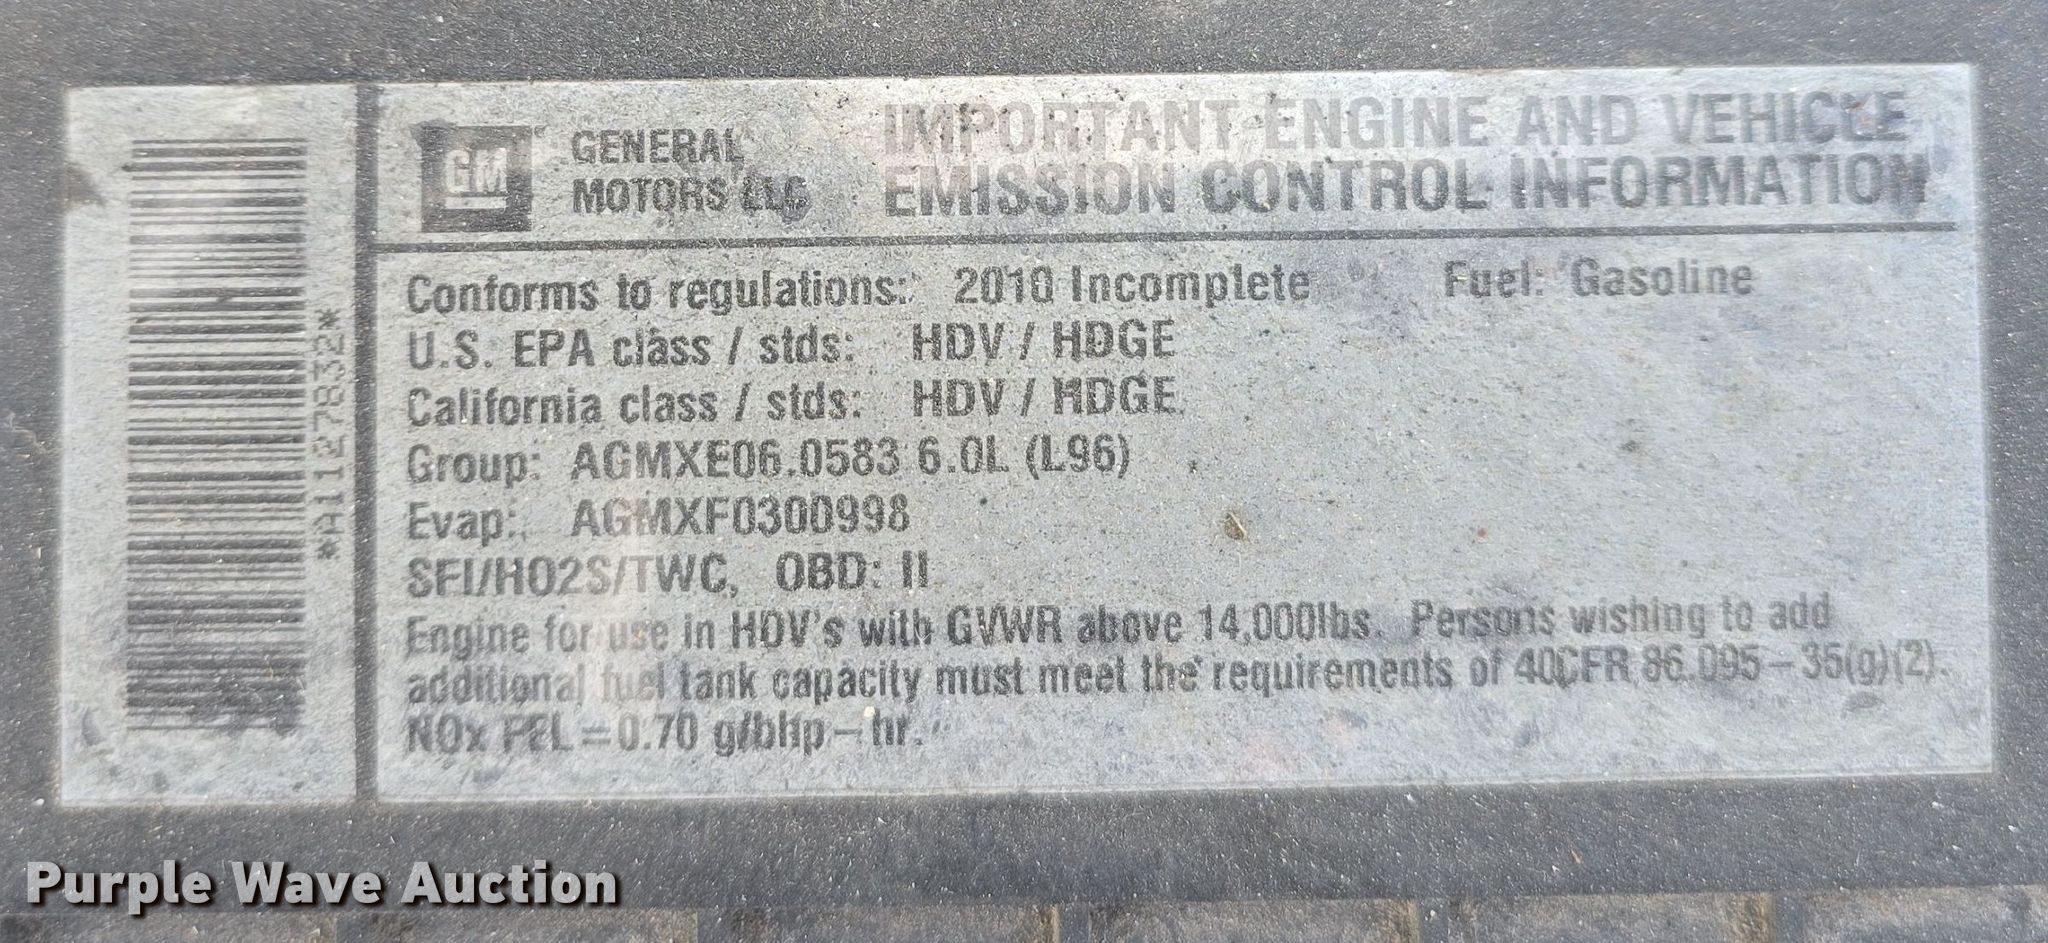 *A11278332*
GM
GENERAL
MOTORS LLC
IMPORTANT ENGINE AND VEHICLE
EMISSION CONTROL INFORMATION
Conforms to regulations: 2010 Incomplete Fuel: Gasoline
U.S. EPA class / stds: HDV / HDGE
California class / stds: HDV / HDGE
Group: AGMXE06.0583 6.0L (L96)
Evap: AGMXF0300998
SFI/HO2S/TWC, OBD: II
Engine for use in HDV's with GVWR above 14,000lbs. Persons wishing to add
additional fuel tank capacity must meet the requirements of 40CFR 86.095-35(g)(2).
NOx FEL=0.70 g/bhp-hr.
Purple Wave Auction